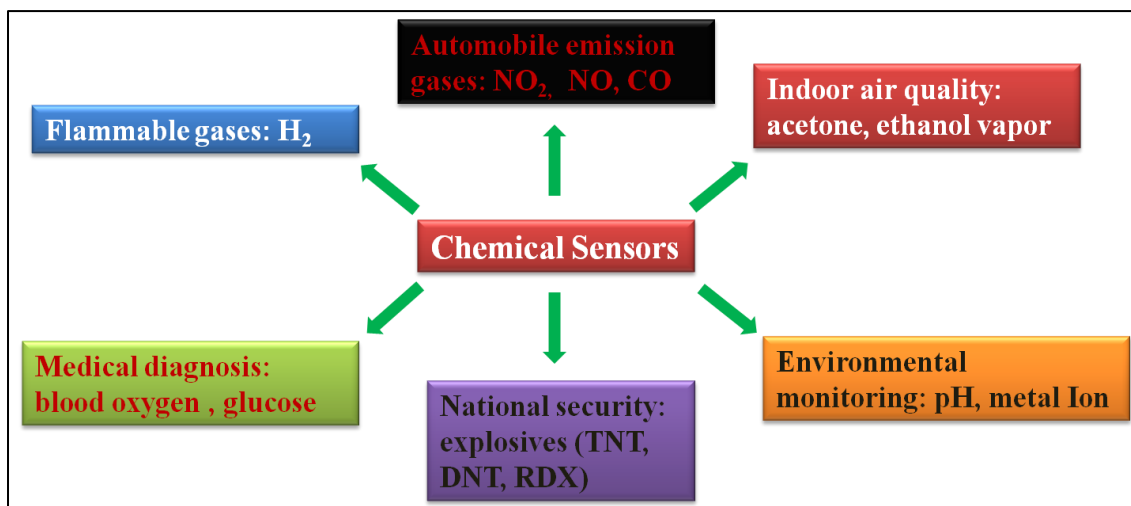 Automobile emission
gases: NO₂, NO, CO
Flammable gases: H₂
Indoor air quality:
acetone, ethanol vapor
Chemical Sensors
Medical diagnosis:
blood oxygen , glucose
National security:
explosives (TNT,
DNT, RDX)
Environmental
monitoring: pH, metal Ion